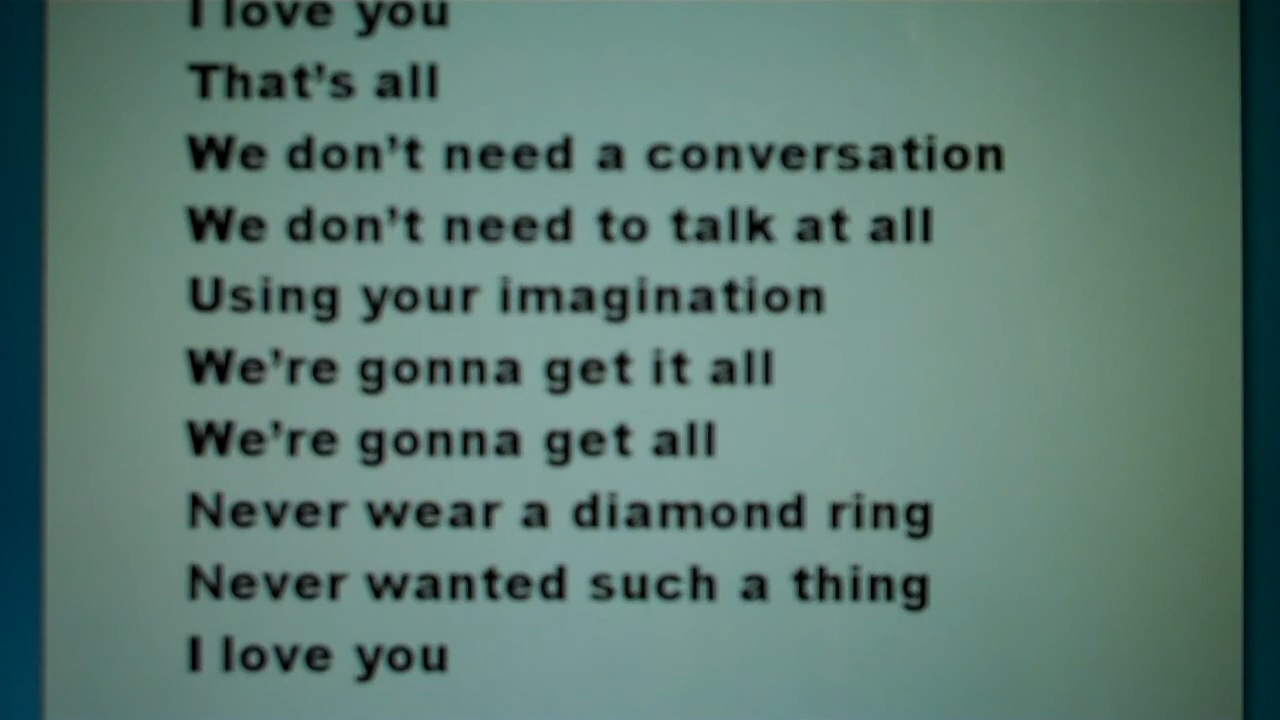 I love you
That's all
We don't need a conversation
We don't need to talk at all
Using your imagination
We're gonna get it all
We're gonna get all
Never wear a diamond ring
Never wanted such a thing
I love you